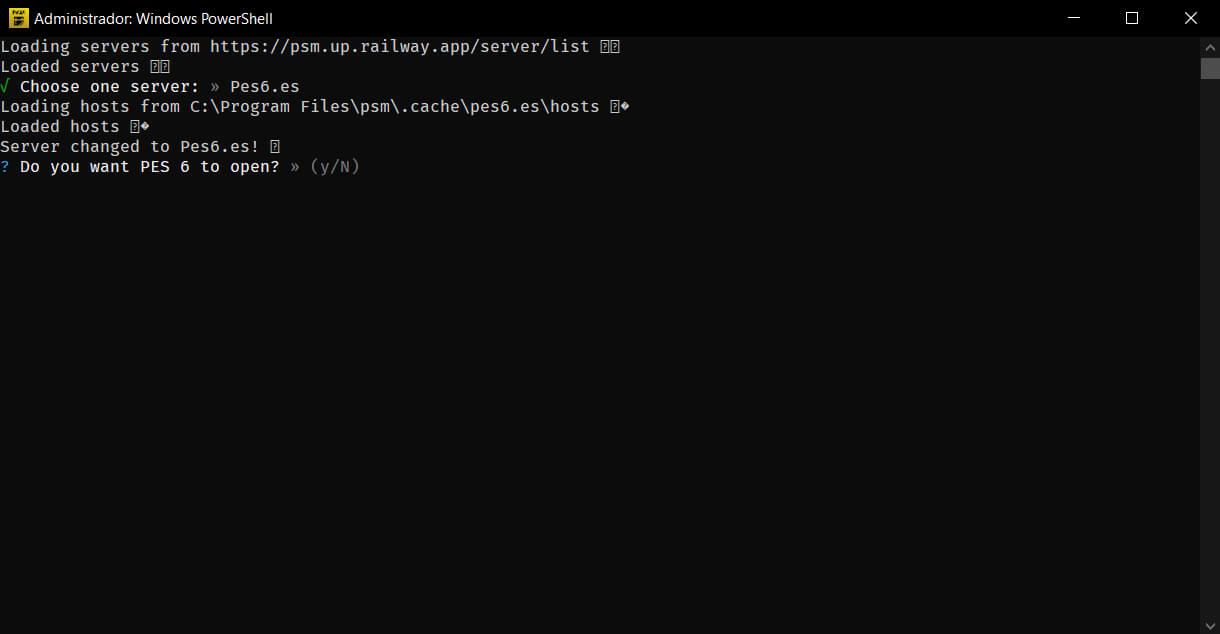 Administrador: Windows PowerShell
Loading servers from https://psm.up.railway.app/server/list
Loaded servers
√ Choose one server: » Pes6.es
Loading hosts from C:\Program Files\psm\.cache\pes6.es\hosts �
Loaded hosts �
Server changed to Pes6.es!
? Do you want PES 6 to open? » (y/N)